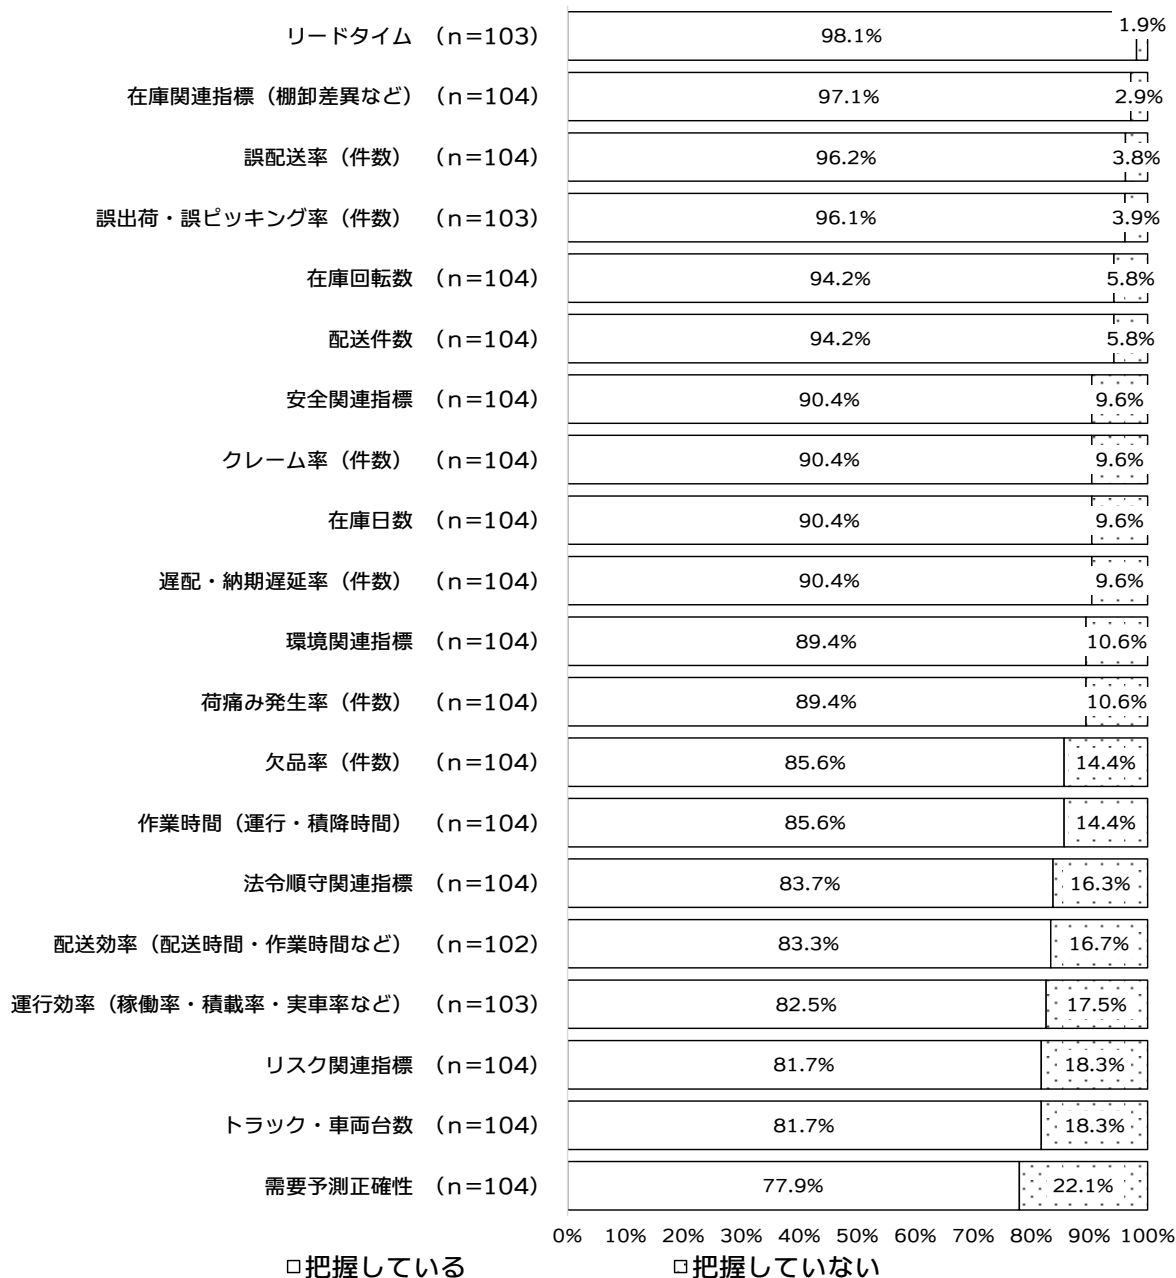 リードタイム （n＝103） 98.1% 1.9%
在庫関連指標（棚卸差異など）（n＝104） 97.1% 2.9%
誤配送率（件数） （n＝104） 96.2% 3.8%
誤出荷・誤ピッキング率（件数） （n＝103） 96.1% 3.9%
在庫回転数 （n＝104） 94.2% 5.8%
配送件数 （n＝104） 94.2% 5.8%
安全関連指標 （n＝104） 90.4% 9.6%
クレーム率（件数） （n＝104） 90.4% 9.6%
在庫日数 （n＝104） 90.4% 9.6%
遅配・納期遅延率（件数） （n＝104） 90.4% 9.6%
環境関連指標 （n＝104） 89.4% 10.6%
荷痛み発生率（件数） （n＝104） 89.4% 10.6%
欠品率（件数） （n＝104） 85.6% 14.4%
作業時間（運行・積降時間） （n＝104） 85.6% 14.4%
法令順守関連指標 （n＝104） 83.7% 16.3%
配送効率（配送時間・作業時間など） （n＝102） 83.3% 16.7%
運行効率（稼働率・積載率・実車率など） （n＝103） 82.5% 17.5%
リスク関連指標 （n＝104） 81.7% 18.3%
トラック・車両台数 （n＝104） 81.7% 18.3%
需要予測正確性 （n＝104） 77.9% 22.1%
0% 10% 20% 30% 40% 50% 60% 70% 80% 90% 100%
把握している 把握していない